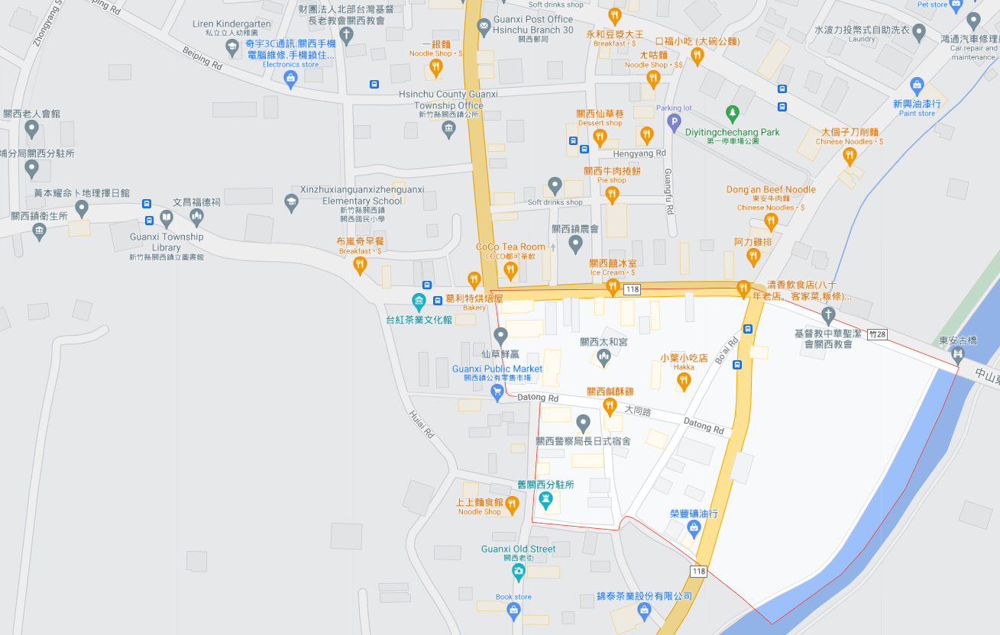 Soft drinks shop
Pet store
財團法人北部台灣基督
長老教會關西教會
Guanxi Post Office
Hsinchu Branch 30
關西郵局
永和豆漿大王
Breakfast · $
水波力投幣式自助洗衣
Laundry
鴻通汽車修理
Car repair and
maintenance
Zhongyang S
ping Rd
Liren Kindergarten
私立立人幼稚園
奇宇3C通訊.關西手機
電腦維修.手機鎖住...
Electronics store
Beiping Rd
一銀麵
Noodle Shop · $
口福小吃 (大碗公麵)
尢咕麵
Noodle Shop · $$
Hsinchu County Guanxi
Township Office
新竹縣關西鎮公所
Parking lot
P
新興油漆行
Paint store
關西老人會館
關西仙草巷
Dessert shop
Diyitingchechang Park
第一停車場公園
大個子刀削麵
Chinese Noodles · $
埔分局關西分駐所
Hengyang Rd
Guangfu Rd
關西牛肉捲餅
Pie shop
黃本耀命卜地理擇日館
文昌福德祠
Xinzhuxianguanxizhenguanxi
Elementary School
新竹縣關西鎮
關西國民小學
Soft drinks shop
Dong'an Beef Noodle
東安牛肉麵
Chinese Noodles · $
關西鎮衛生所
Guanxi Township
Library
新竹縣關西鎮立圖書館
關西鎮農會
布嵐奇早餐
Breakfast · $
CoCo Tea Room
COCO都可茶飲
阿力雞排
關西囍冰室
Ice Cream · $
118
葛利特烘焙屋
Bakery
清香飲食店(八十
年老店。客家菜,粄條)...
台紅茶業文化館
基督教中華聖潔
會關西教會
竹28
東安古橋
仙草鮮贏
關西太和宮
Bo'ai Rd
小葉小吃店
Hakka
Guanxi Public Market
關西鎮公有零售市場
中山東
Datong Rd
關西鹹酥雞
大同路
Datong Rd
Huiai Rd
關西警察局長日式宿舍
舊關西分駐所
上上麵食館
Noodle Shop
榮豐礦油行
Guanxi Old Street
關西老街
118
Book store
錦泰茶業股份有限公司